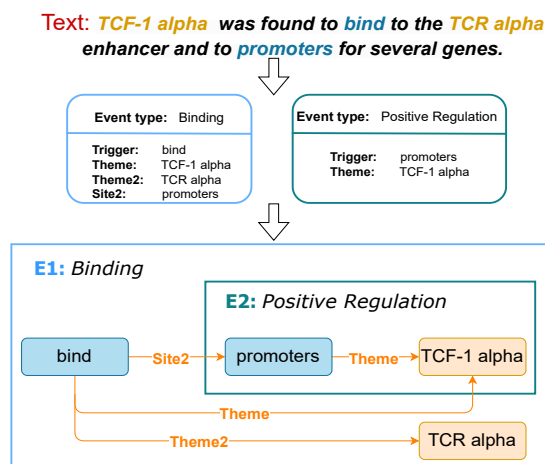 Text: TCF-1 alpha was found to bind to the TCR alpha
enhancer and to promoters for several genes.
Event type: Binding
Trigger: bind
Theme: TCF-1 alpha
Theme2: TCR alpha
Site2: promoters
Event type: Positive Regulation
Trigger: promoters
Theme: TCF-1 alpha
E1: Binding
E2: Positive Regulation
bind
Site2
promoters
Theme
TCF-1 alpha
Theme
Theme2
TCR alpha